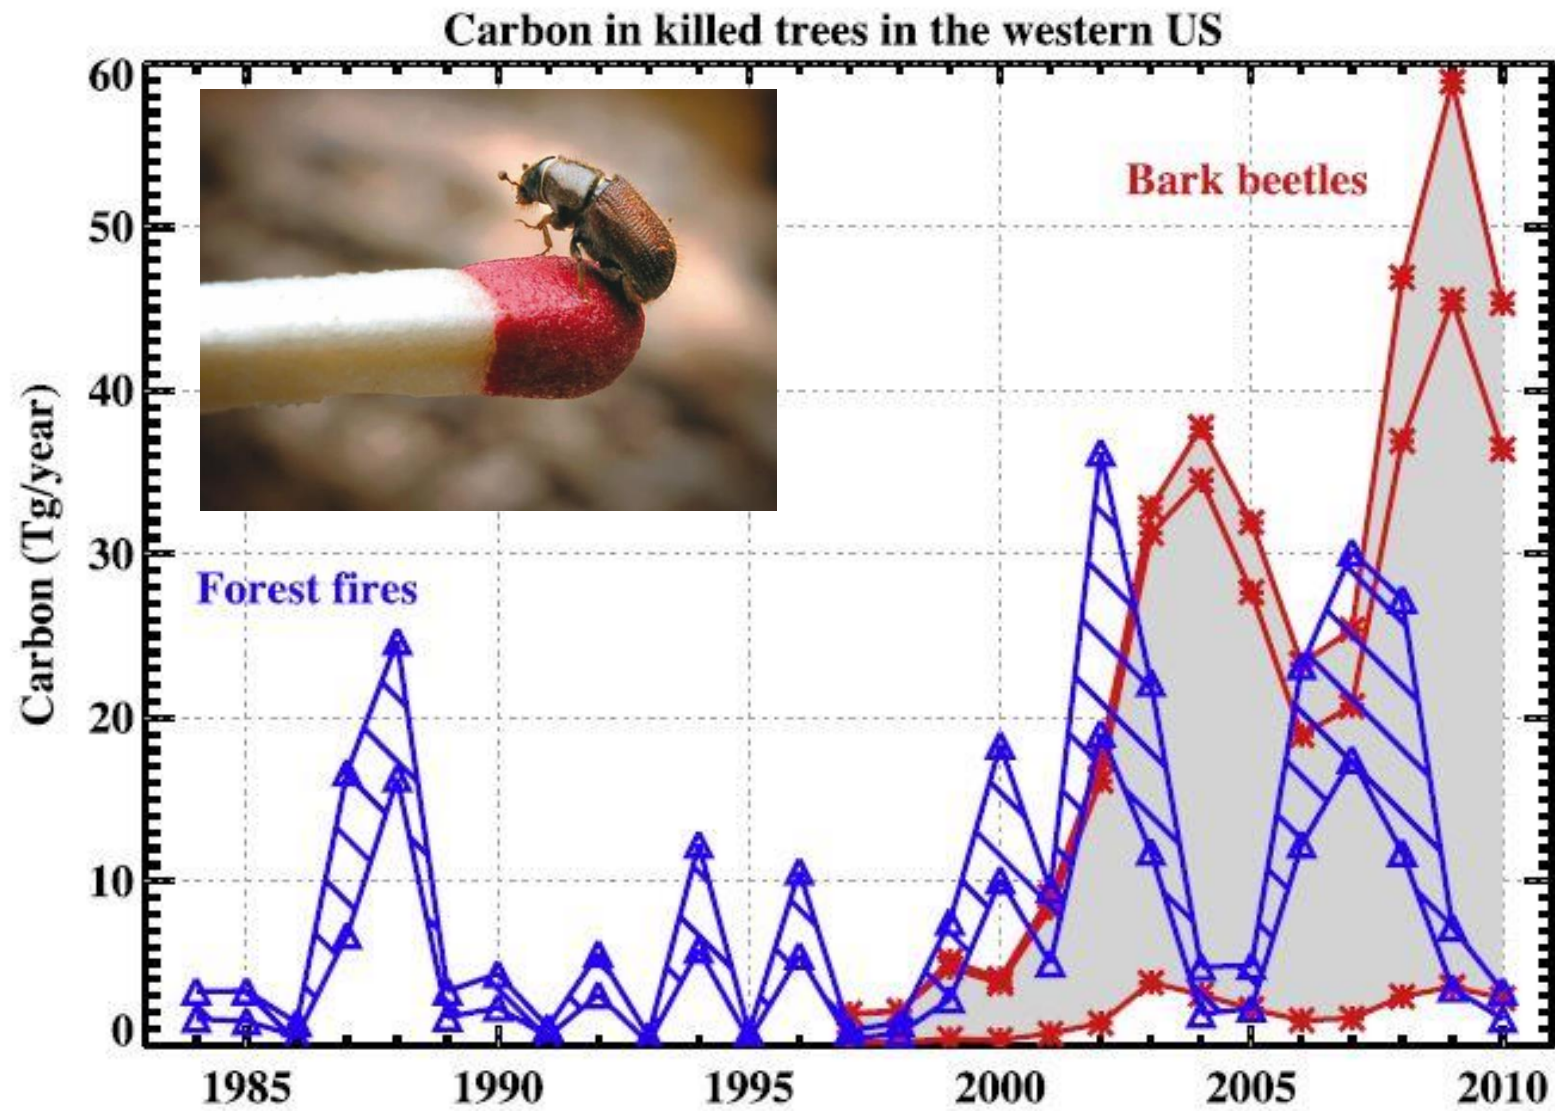 Carbon in killed trees in the western US
60
50
40
30
20
10
0
Carbon (Tg/year)
Bark beetles
Forest fires
1985 1990 1995 2000 2005 2010